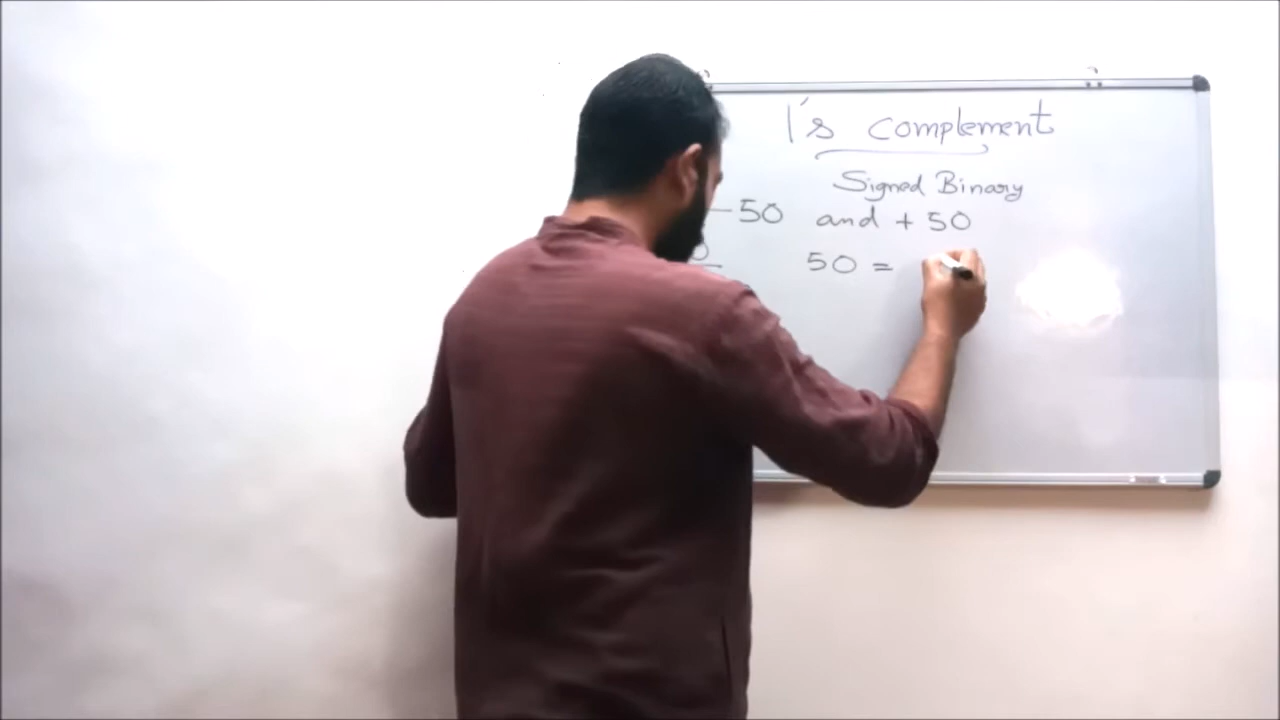 1's complement
Signed Binary
-50 and +50
50 =